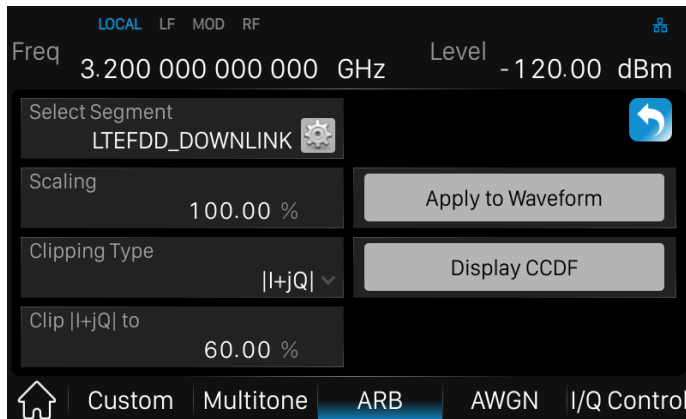 LOCAL LF MOD RF
Freq 3.200 000 000 000 GHz Level -120.00 dBm
Select Segment
LTEFDD_DOWNLINK
Scaling
100.00 %
Apply to Waveform
Clipping Type
|I+jQ|
Display CCDF
Clip |I+jQ| to
60.00 %
Custom Multitone ARB AWGN I/Q Control